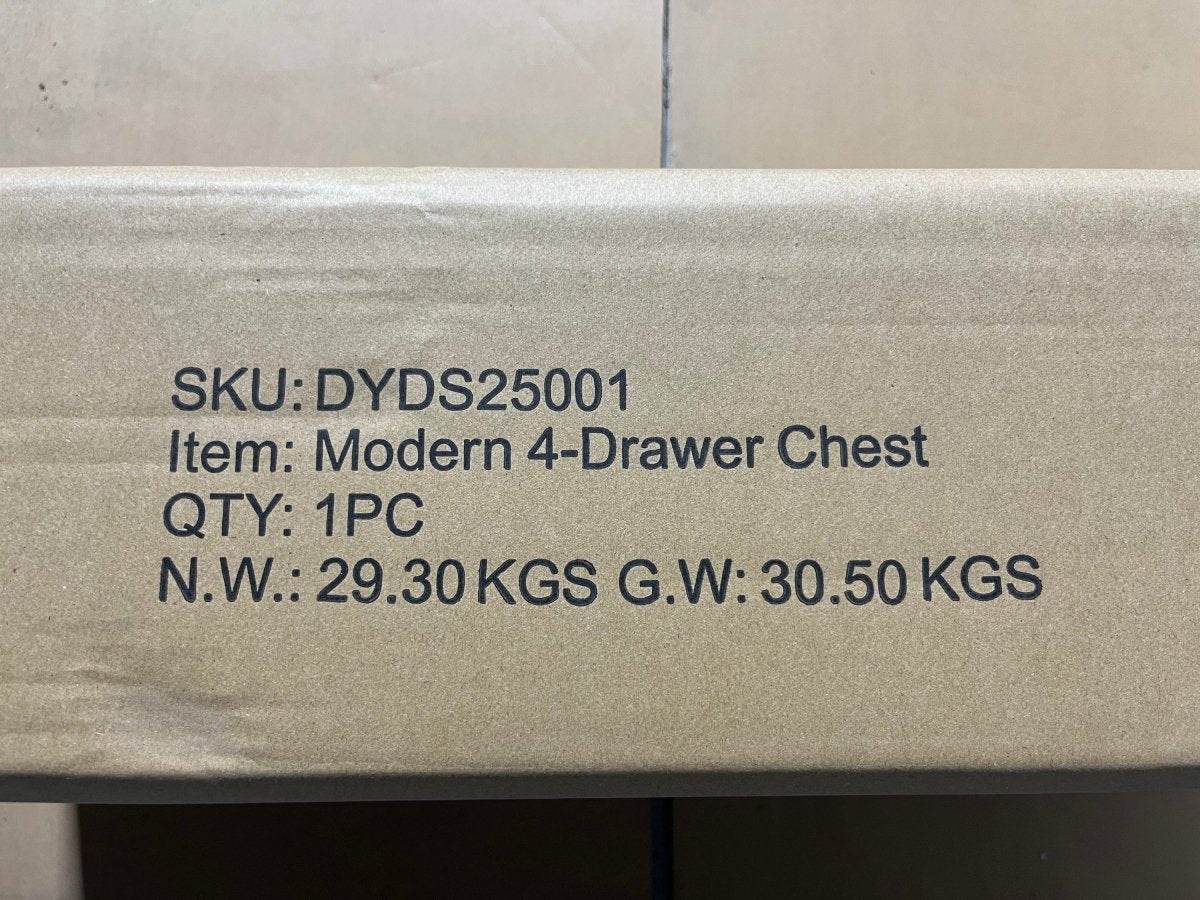 SKU: DYDS25001
Item: Modern 4-Drawer Chest
QTY: 1PC
N.W.: 29.30 KGS G.W: 30.50 KGS